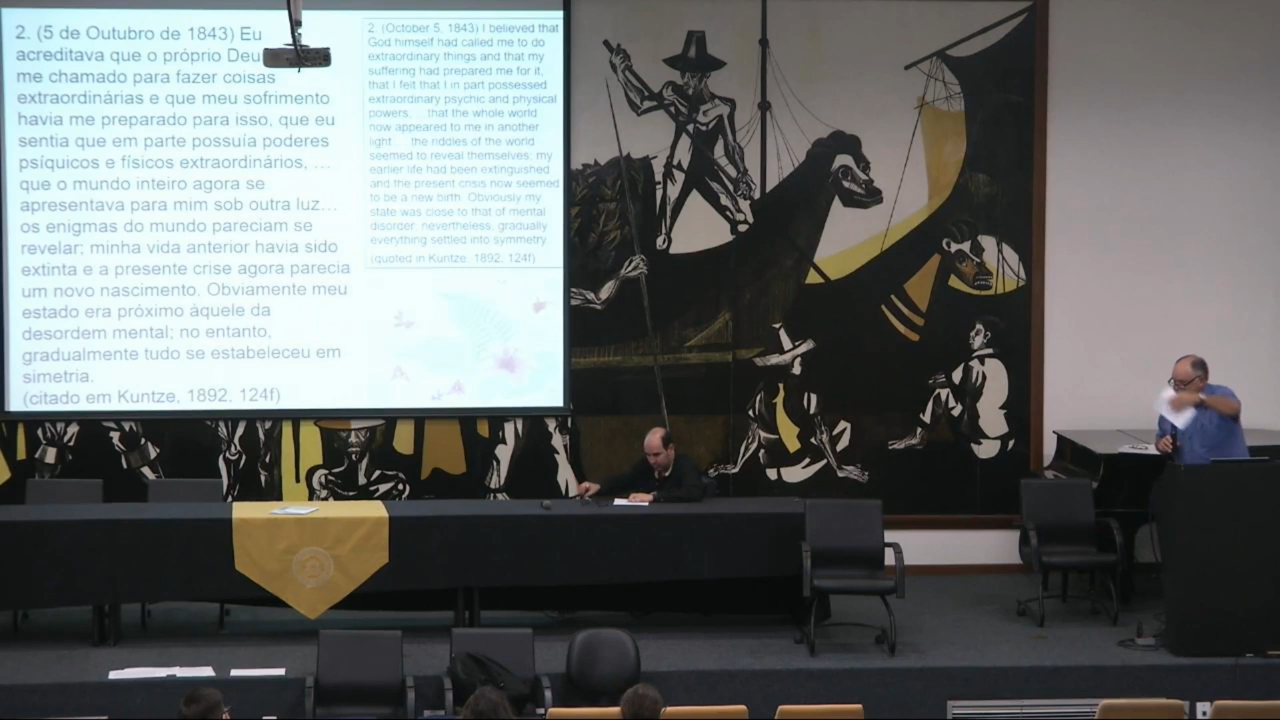 2. (5 de Outubro de 1843) Eu
acreditava que o próprio Deu
me chamado para fazer coisas
extraordinárias e que meu sofrimento
havia me preparado para isso, que eu
sentia que em parte possuía poderes
psíquicos e físicos extraordinários, ...
que o mundo inteiro agora se
apresentava para mim sob outra luz...
os enigmas do mundo pareciam se
revelar; minha vida anterior havia sido
extinta e a presente crise agora parecia
um novo nascimento. Obviamente meu
estado era próximo àquele da
desordem mental; no entanto,
gradualmente tudo se estabeleceu em
simetria.
(citado em Kuntze, 1892, 124f)
2. (October 5, 1843) I believed that
God himself had called me to do
extraordinary things and that my
suffering had prepared me for it,
that I felt that I in part possessed
extraordinary psychic and physical
powers, ... that the whole world
now appeared to me in another
light ... the riddles of the world
seemed to reveal themselves; my
earlier life had been extinguished
and the present crisis now seemed
to be a new birth. Obviously my
state was close to that of mental
disorder; nevertheless, gradually
everything settled into symmetry.
(quoted in Kuntze, 1892, 124f)